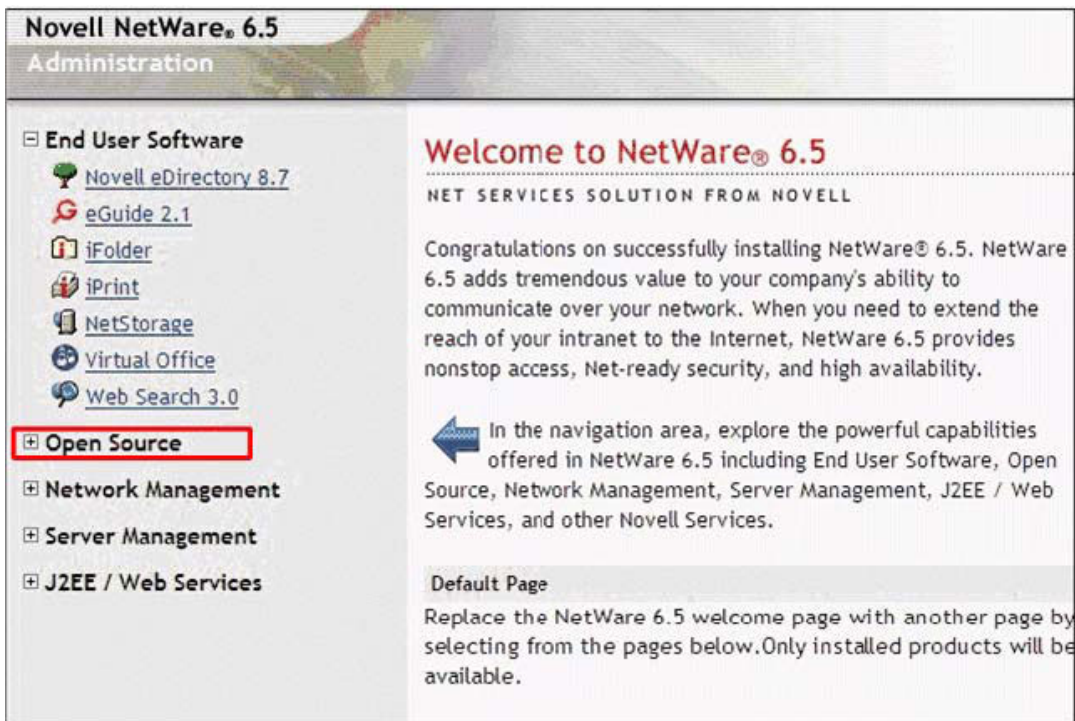 Novell NetWare® 6.5
Administration
End User Software
Novell eDirectory 8.7
eGuide 2.1
iFolder
iPrint
NetStorage
Virtual Office
Web Search 3.0
Open Source
Network Management
Server Management
J2EE / Web Services
Welcome to NetWare® 6.5
NET SERVICES SOLUTION FROM NOVELL
Congratulations on successfully installing NetWare® 6.5. NetWare
6.5 adds tremendous value to your company's ability to
communicate over your network. When you need to extend the
reach of your intranet to the Internet, NetWare 6.5 provides
nonstop access, Net-ready security, and high availability.
In the navigation area, explore the powerful capabilities
offered in NetWare 6.5 including End User Software, Open
Source, Network Management, Server Management, J2EE / Web
Services, and other Novell Services.
Default Page
Replace the NetWare 6.5 welcome page with another page by
selecting from the pages below.Only installed products will be
available.